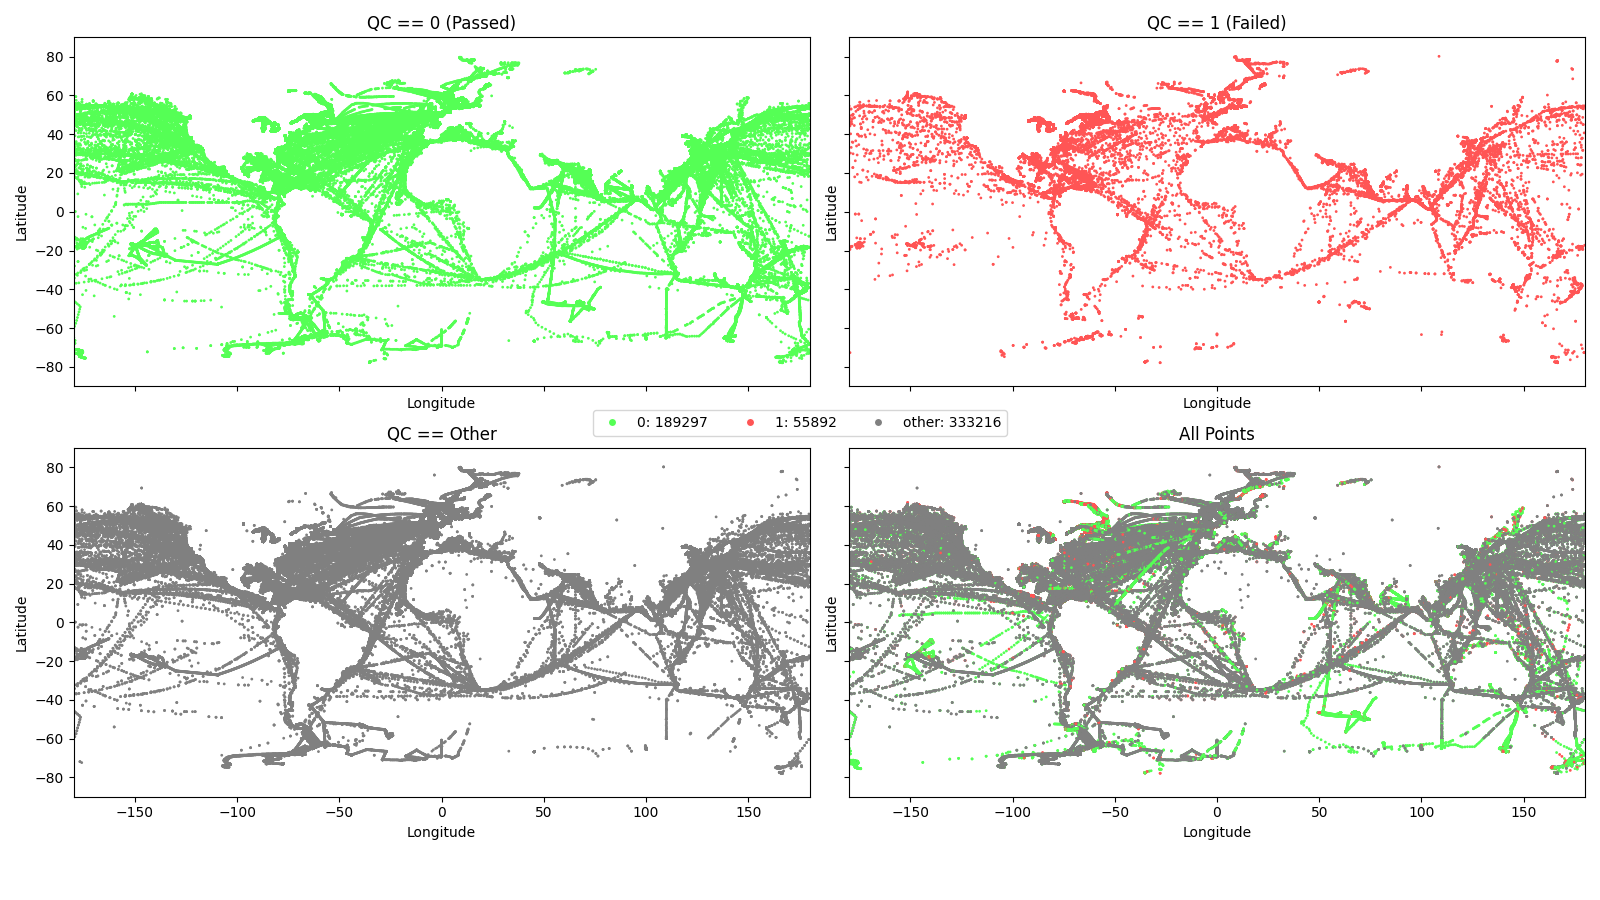 QC == 0 (Passed)
QC == 1 (Failed)
80
60
40
20
0
−20
−40
−60
−80
Latitude
Latitude
Longitude
Longitude
0: 189297
1: 55892
other: 333216
QC == Other
All Points
80
60
40
20
0
−20
−40
−60
−80
Latitude
Latitude
−150
−100
−50
0
50
100
150
−150
−100
−50
0
50
100
150
Longitude
Longitude